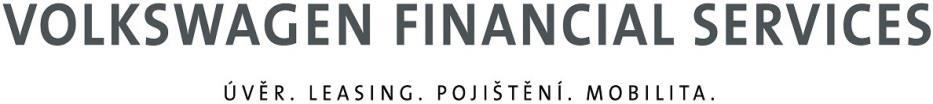 VOLKSWAGEN FINANCIAL SERVICES
ÚVĚR. LEASING. POJIŠTĚNÍ. MOBILITA.